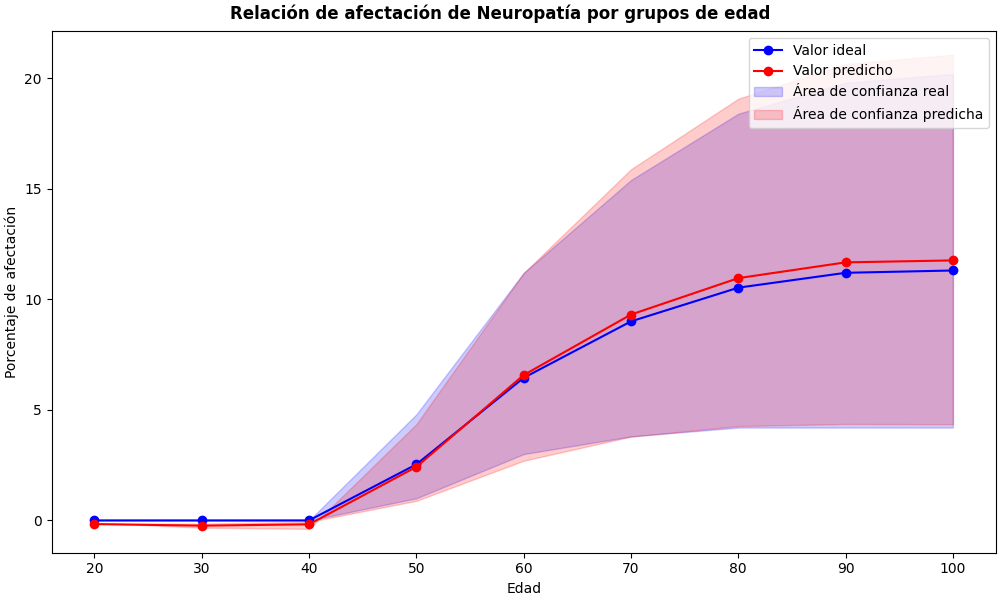 Relación de afectación de Neuropatía por grupos de edad
Valor ideal
Valor predicho
Área de confianza real
Área de confianza predicha
Porcentaje de afectación
20
15
10
5
0
20 30 40 50 60 70 80 90 100
Edad